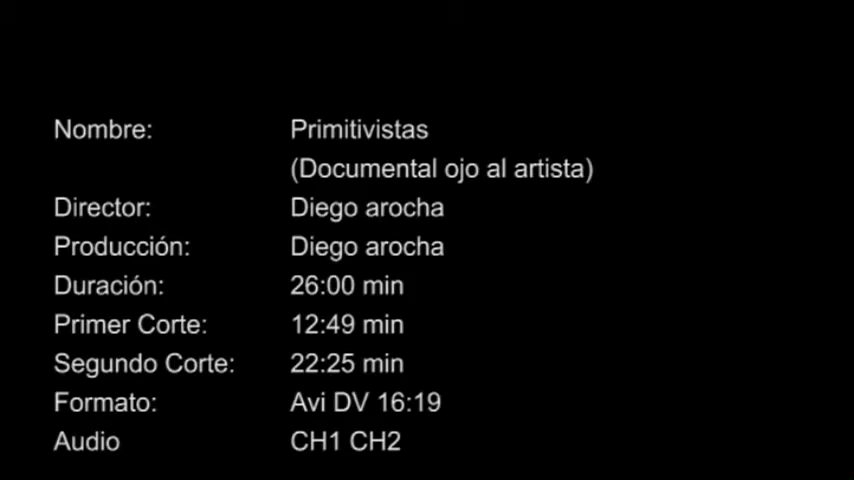 Nombre: Primitivistas
(Documental ojo al artista)
Director: Diego arocha
Producción: Diego arocha
Duración: 26:00 min
Primer Corte: 12:49 min
Segundo Corte: 22:25 min
Formato: Avi DV 16:19
Audio CH1 CH2